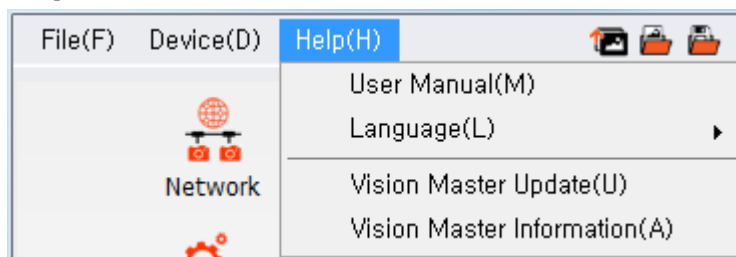 File(F) Device(D) Help(H)
User Manual(M)
Language(L)
Network
Vision Master Update(U)
Vision Master Information(A)